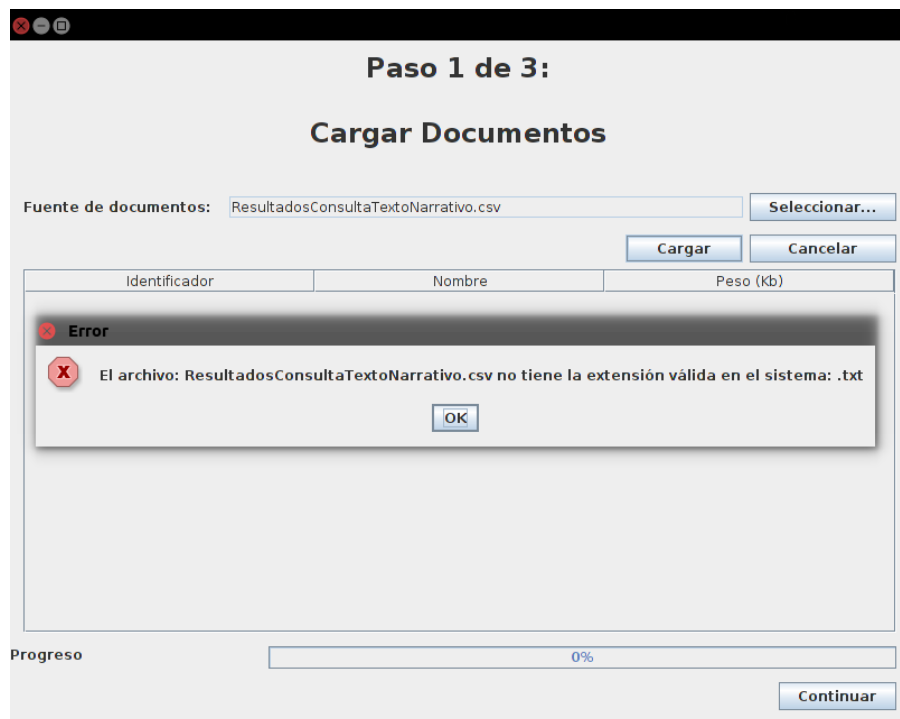 Paso 1 de 3:
Cargar Documentos
Fuente de documentos: ResultadosConsultaTextoNarrativo.csv Seleccionar...
Cargar Cancelar
Identificador Nombre Peso (Kb)
Error
X El archivo: ResultadosConsultaTextoNarrativo.csv no tiene la extensión válida en el sistema: .txt
OK
Progreso 0%
Continuar